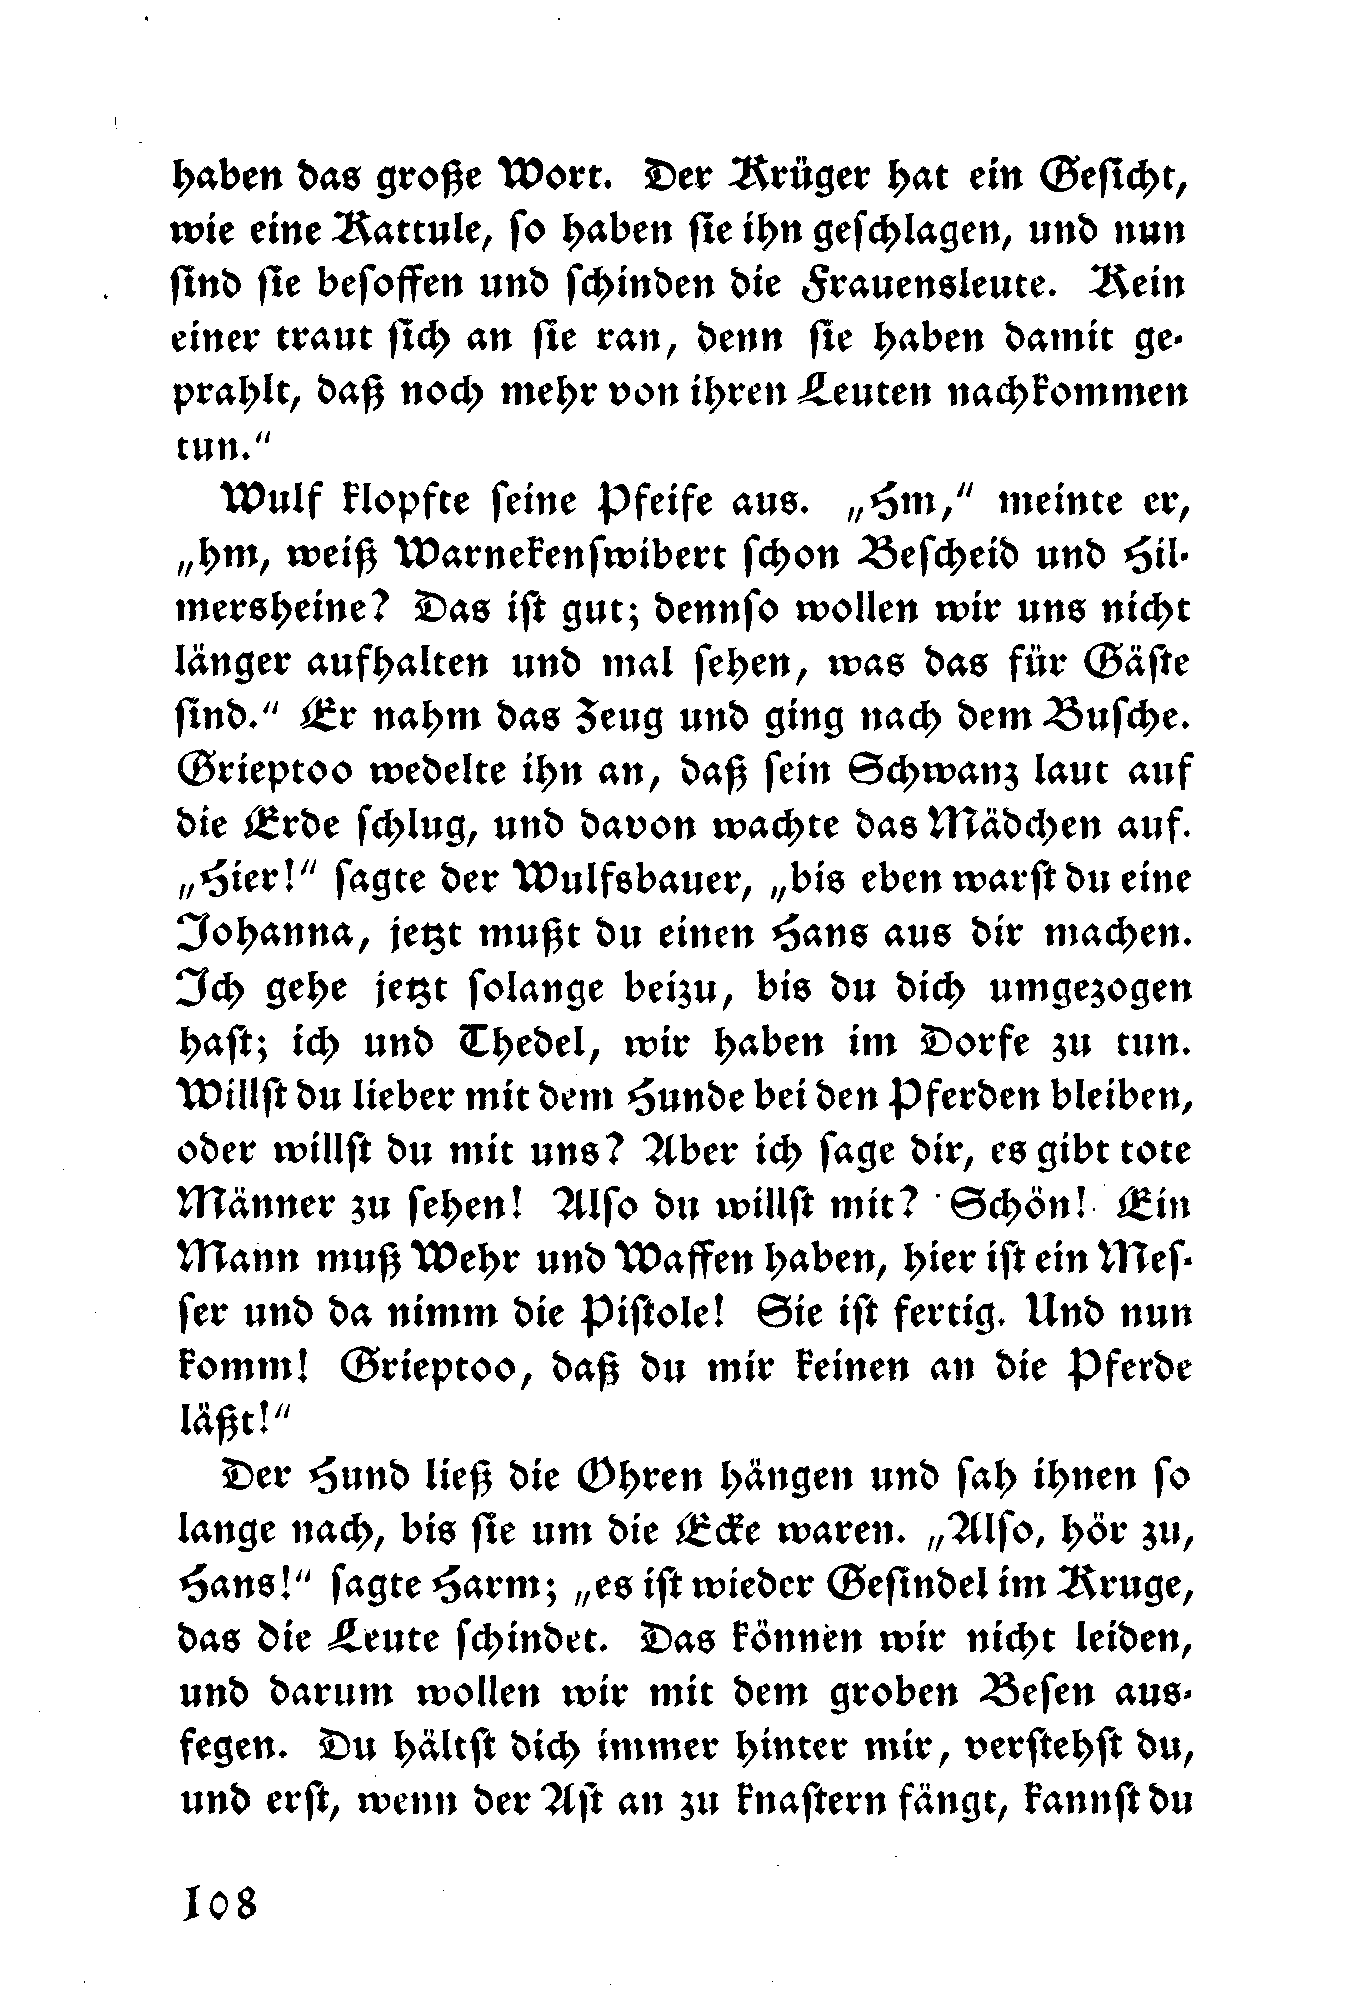 haben das große Wort. Der Krüger hat ein Gesicht,
wie eine Kattule, so haben sie ihn geschlagen, und nun
sind sie besoffen und schinden die Frauensleute. Kein
einer traut sich an sie ran, denn sie haben damit ge-
prahlt, daß noch mehr von ihren Leuten nachkommen
tun.“
Wulf klopfte seine Pfeife aus. „Hm,“ meinte er,
„hm, weiß Warnekenswibert schon Bescheid und Hil-
mersheine? Das ist gut; dennso wollen wir uns nicht
länger aufhalten und mal sehen, was das für Gäste
sind.“ Er nahm das Zeug und ging nach dem Busche.
Grieptoo wedelte ihn an, daß sein Schwanz laut auf
die Erde schlug, und davon wachte das Mädchen auf.
„Hier!“ sagte der Wulfsbauer, „bis eben warst du eine
Johanna, jetzt mußt du einen Hans aus dir machen.
Ich gehe jetzt solange beizu, bis du dich umgezogen
hast; ich und Thedel, wir haben im Dorfe zu tun.
Willst du lieber mit dem Hunde bei den Pferden bleiben,
oder willst du mit uns? Aber ich sage dir, es gibt tote
Männer zu sehen! Also du willst mit? Schön! Ein
Mann muß Wehr und Waffen haben, hier ist ein Mes-
ser und da nimm die Pistole! Sie ist fertig. Und nun
komm! Grieptoo, daß du mir keinen an die Pferde
läßt!“
Der Hund ließ die Ohren hängen und sah ihnen so
lange nach, bis sie um die Ecke waren. „Also, hör zu,
Hans!“ sagte Harm; „es ist wieder Gesindel im Kruge,
das die Leute schindet. Das können wir nicht leiden,
und darum wollen wir mit dem groben Besen aus-
fegen. Du hältst dich immer hinter mir, verstehst du,
und erst, wenn der Ast an zu knastern fängt, kannst du
108